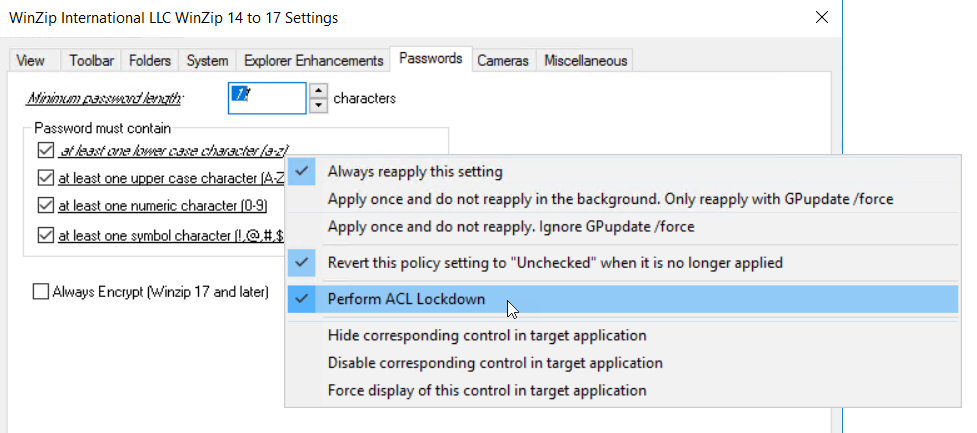 WinZip International LLC WinZip 14 to 17 Settings
View Toolbar Folders System Explorer Enhancements Passwords Cameras Miscellaneous
Minimum password length: characters
Password must contain
at least one lower case character (a-z)
at least one upper case character (A-Z
at least one numeric character (0-9)
at least one symbol character (!,@,#,$
Always Encrypt (Winzip 17 and later)
Always reapply this setting
Apply once and do not reapply in the background. Only reapply with GPupdate /force
Apply once and do not reapply. Ignore GPupdate /force
Revert this policy setting to "Unchecked" when it is no longer applied
Perform ACL Lockdown
Hide corresponding control in target application
Disable corresponding control in target application
Force display of this control in target application